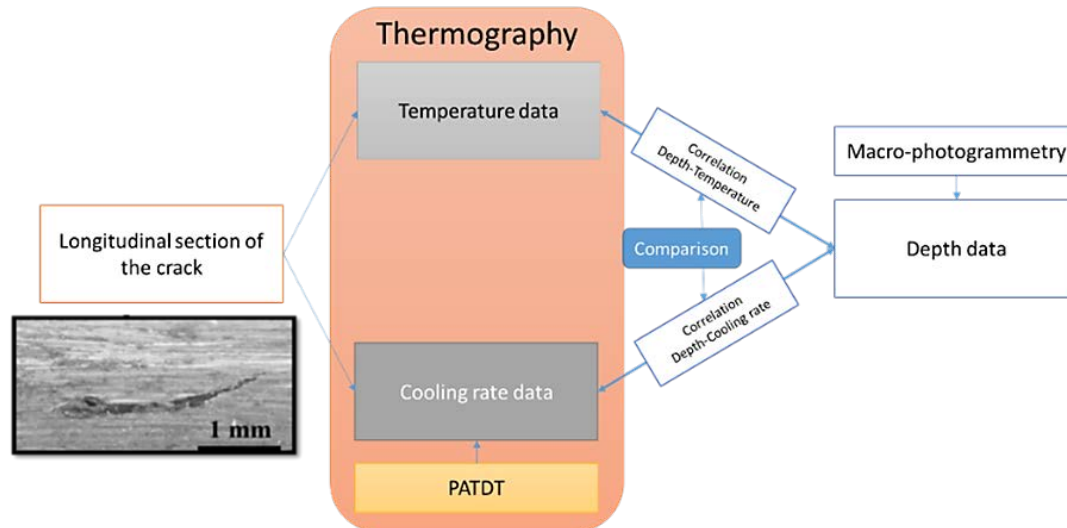 Thermography
Temperature data
Correlation
Depth-Temperature
Macro-photogrammetry
Longitudinal section of
the crack
Comparison
Depth data
Correlation
Depth-Cooling rate
Cooling rate data
1 mm
PATDT